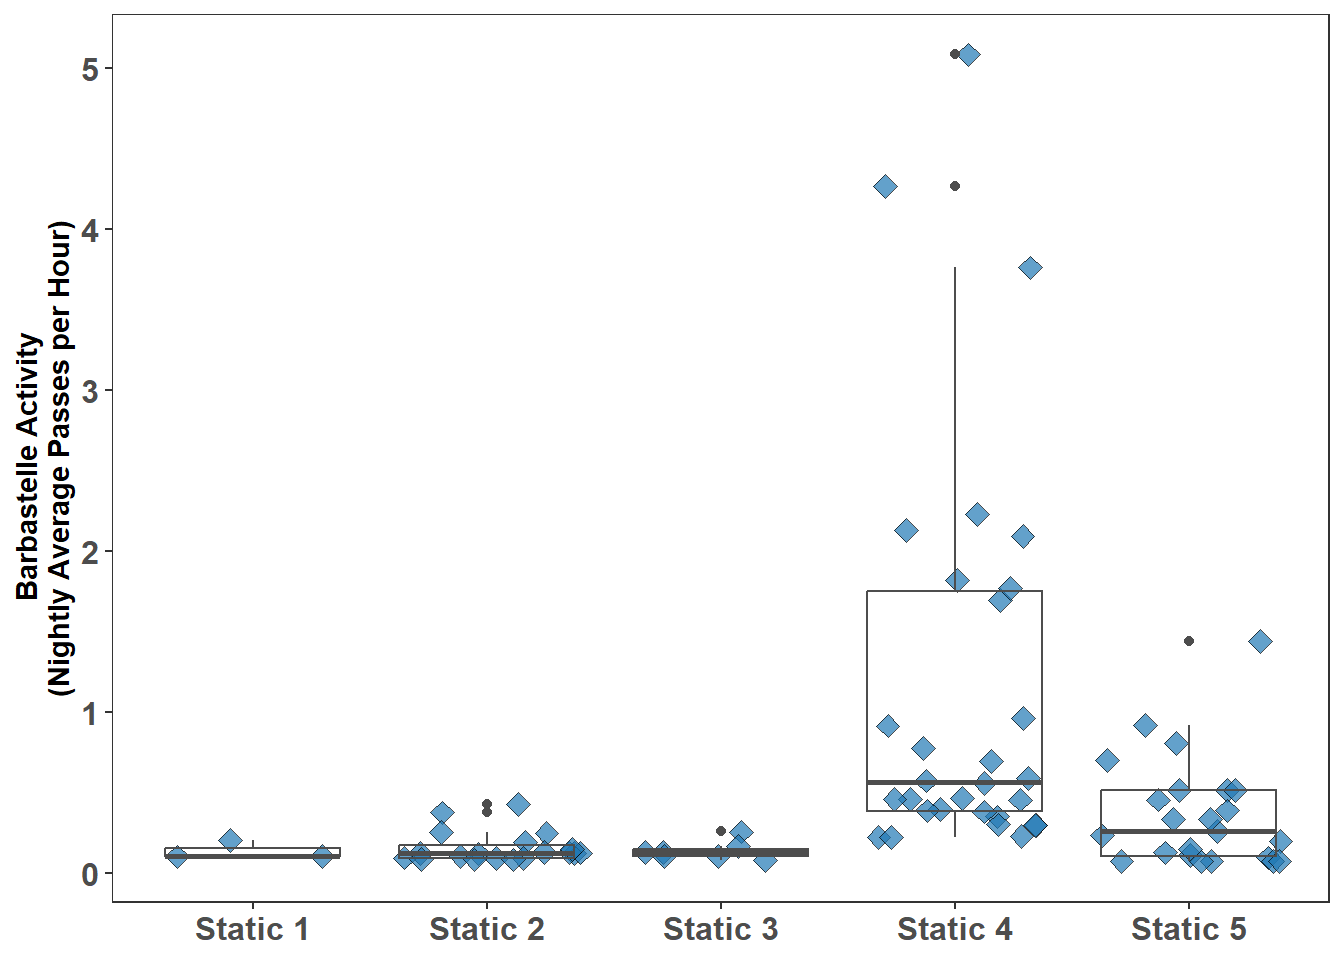 Barbastelle Activity
(Nightly Average Passes per Hour)
5
4
3
2
1
0
Static 1
Static 2
Static 3
Static 4
Static 5